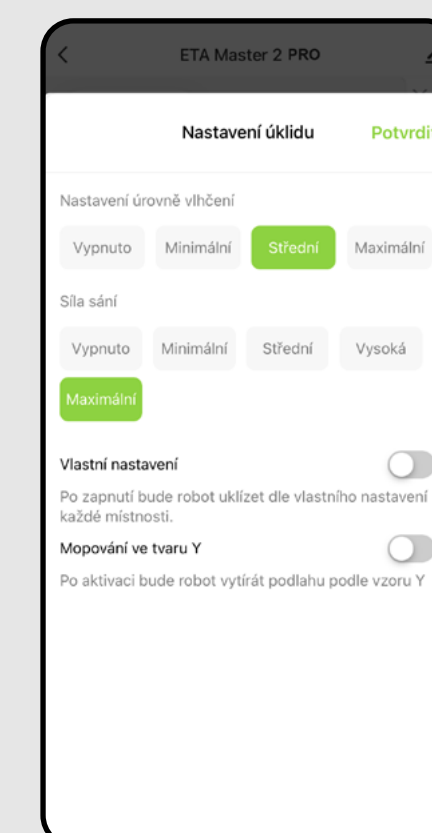 ETA Master 2 PRO
Nastavení úklidu Potvrdit
Nastavení úrovně vlhčení
Vypnuto Minimální Střední Maximální
Síla sání
Vypnuto Minimální Střední Vysoká
Maximální
Vlastní nastavení
Po zapnutí bude robot uklízet dle vlastního nastavení
každé místnosti.
Mopování ve tvaru Y
Po aktivaci bude robot vytírát podlahu podle vzoru Y